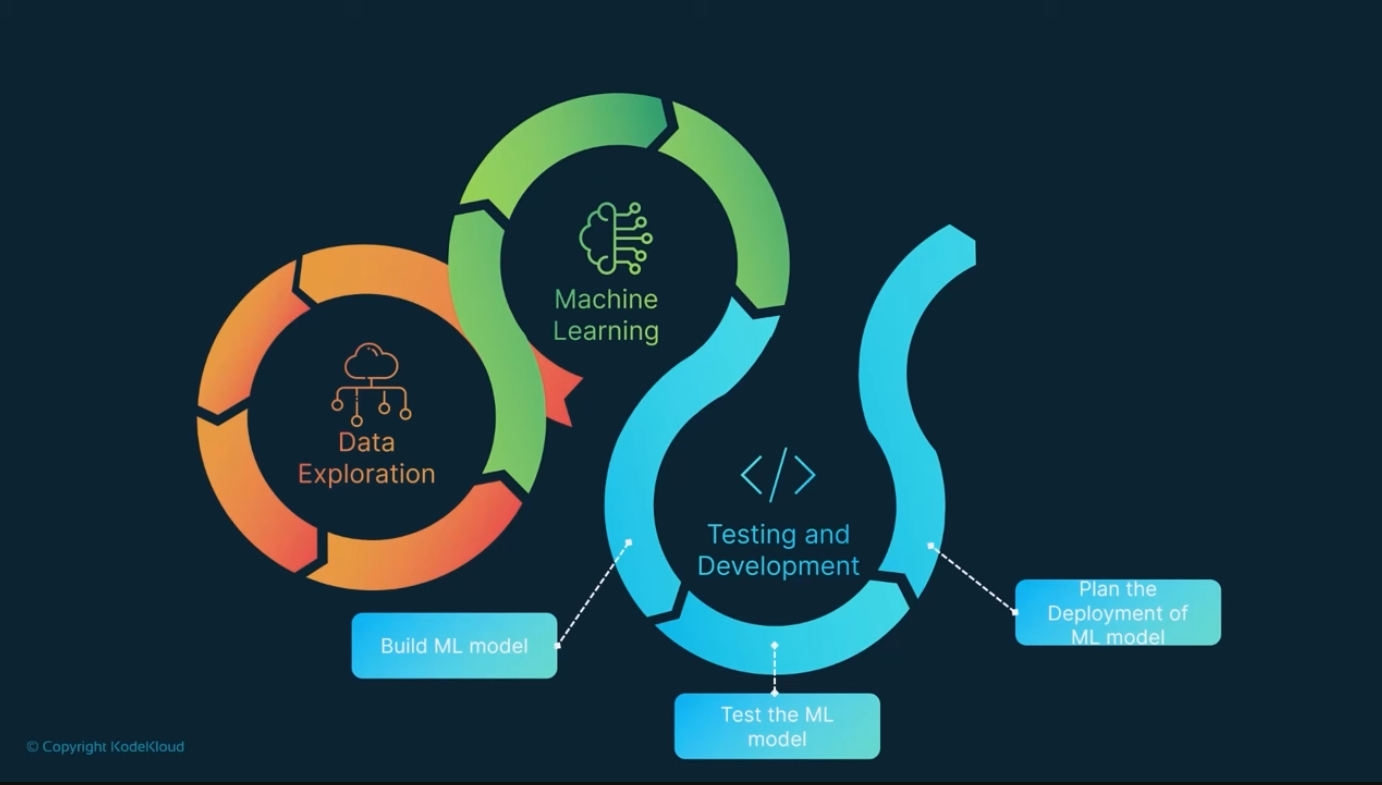 Machine
Learning
Data
Exploration
Testing and
Development
Build ML model
Test the ML
model
Plan the
Deployment of
ML model
© Copyright KodeKloud